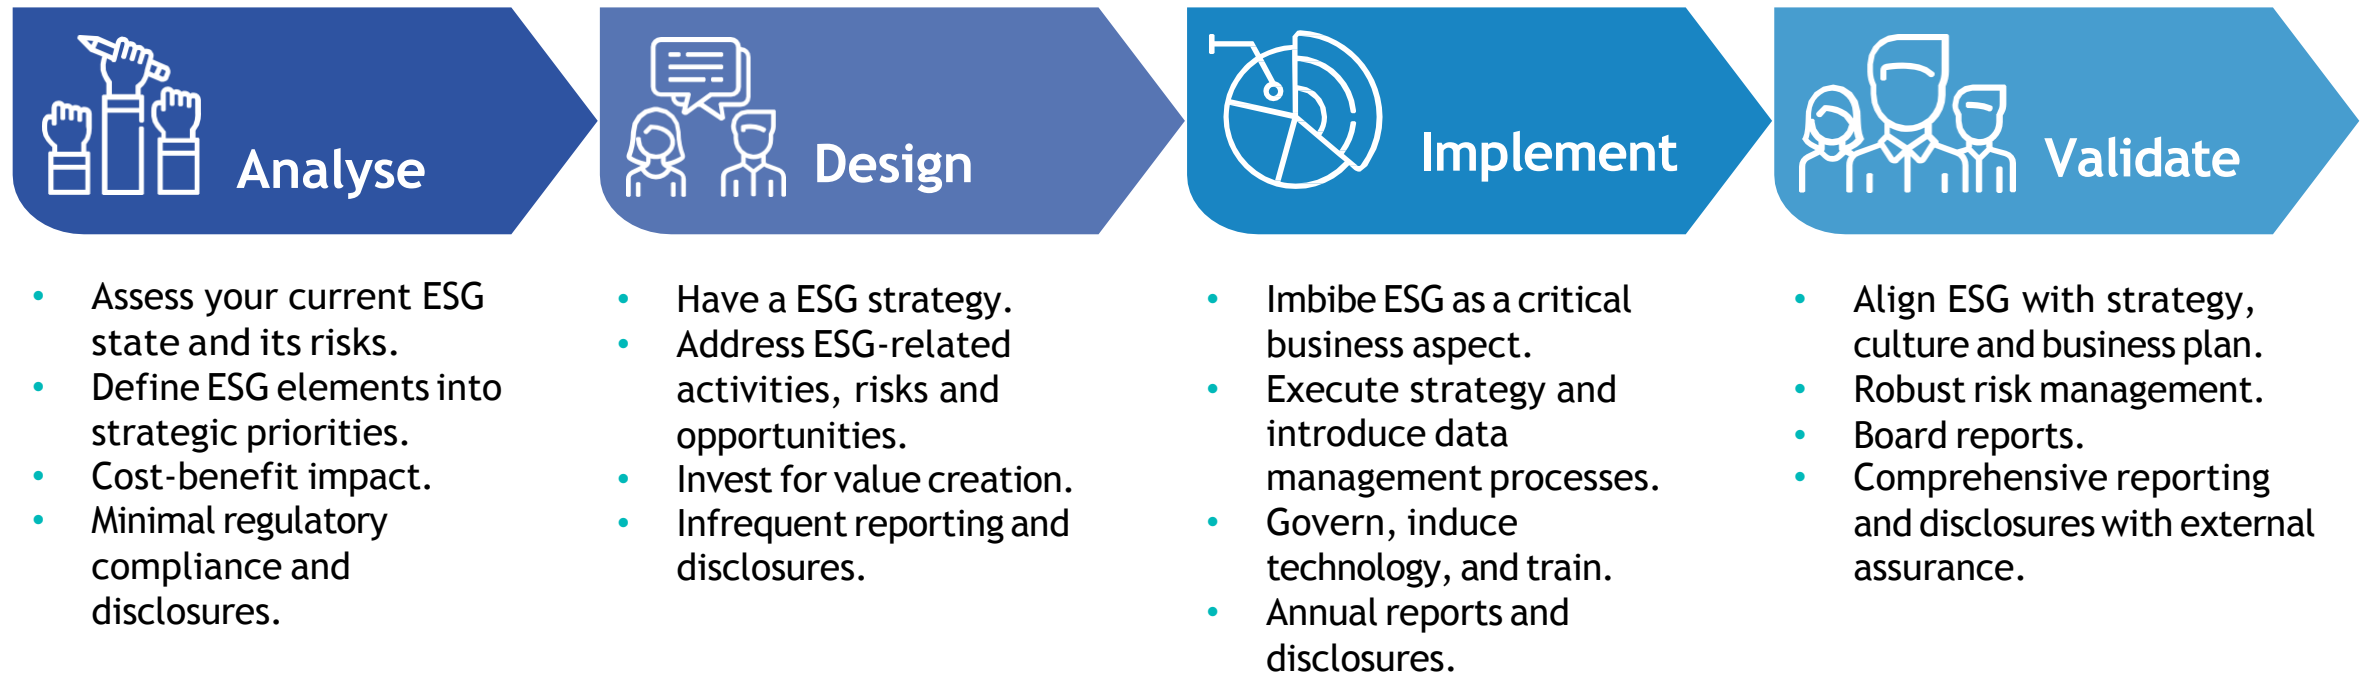 Analyse
• Assess your current ESG
state and its risks.
• Define ESG elements into
strategic priorities.
• Cost-benefit impact.
• Minimal regulatory
compliance and
disclosures.
Design
• Have a ESG strategy.
• Address ESG-related
activities, risks and
opportunities.
• Invest for value creation.
• Infrequent reporting and
disclosures.
Implement
• Imbibe ESG as a critical
business aspect.
• Execute strategy and
introduce data
management processes.
• Govern, induce
technology, and train.
• Annual reports and
disclosures.
Validate
• Align ESG with strategy,
culture and business plan.
• Robust risk management.
• Board reports.
• Comprehensive reporting
and disclosures with external
assurance.